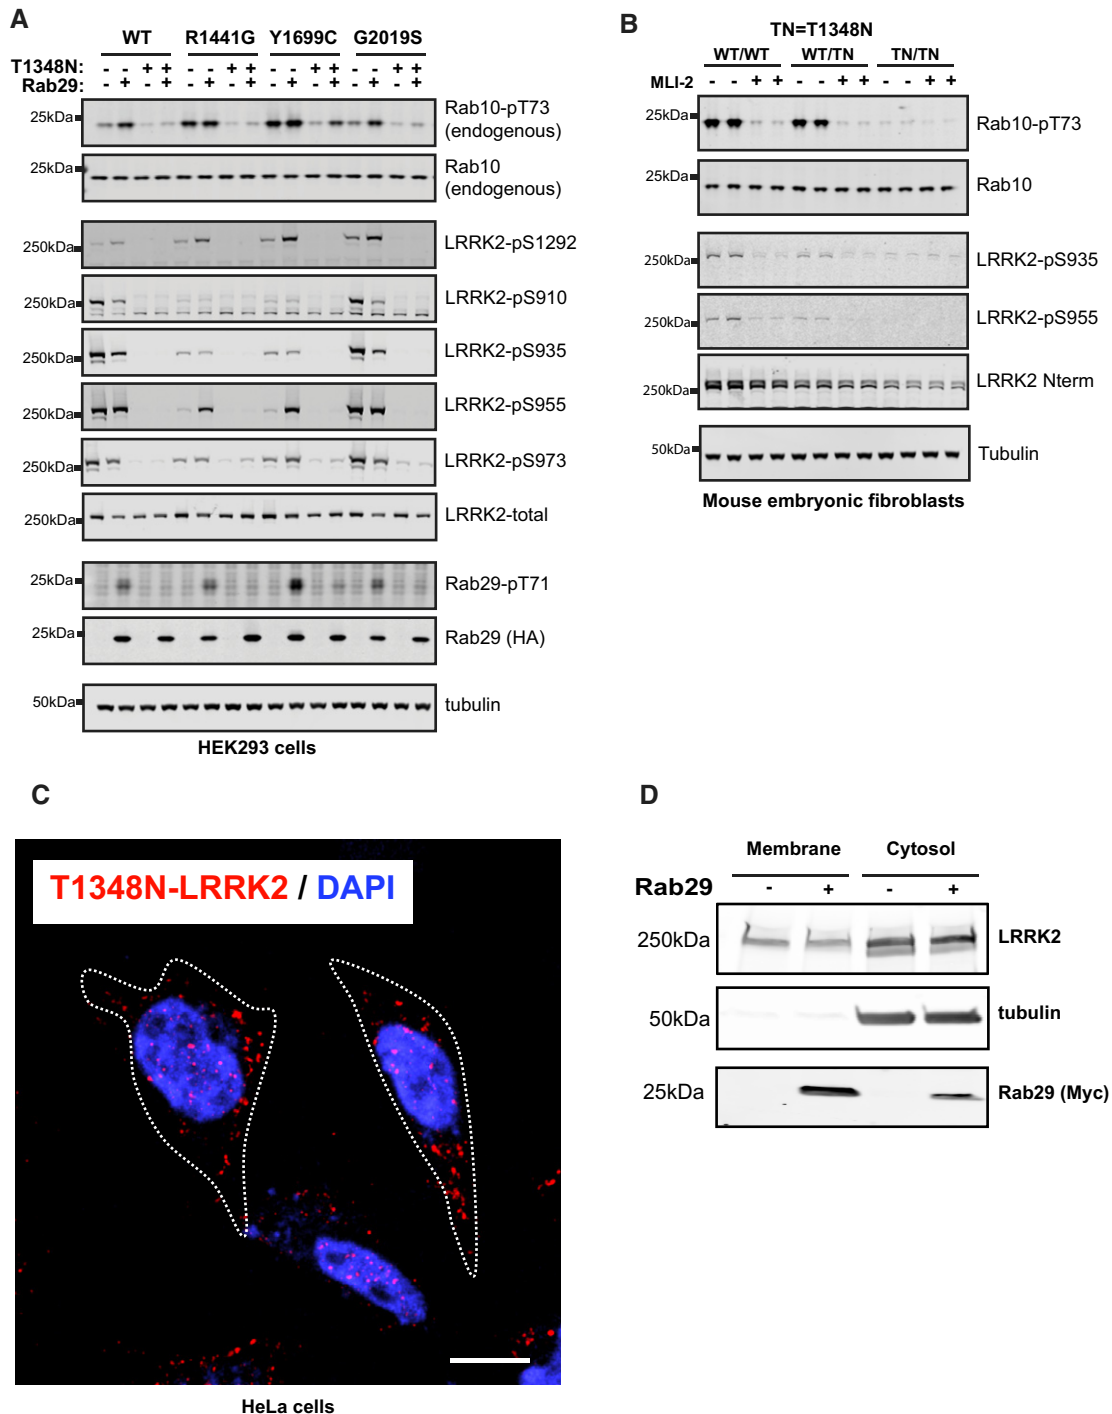 A
WT R1441G Y1699C G2019S
T1348N: - - + + - - + + - - + + - - + +
Rab29: - + - + - + - + - + - + - + - +
25kDa Rab10-pT73
(endogenous)
25kDa Rab10
(endogenous)
250kDa LRRK2-pS1292
250kDa LRRK2-pS910
250kDa LRRK2-pS935
250kDa LRRK2-pS955
250kDa LRRK2-pS973
250kDa LRRK2-total
25kDa Rab29-pT71
25kDa Rab29 (HA)
50kDa tubulin
HEK293 cells
B
TN=T1348N
WT/WT WT/TN TN/TN
MLI-2 - - + + - - + + - - + +
25kDa Rab10-pT73
25kDa Rab10
250kDa LRRK2-pS935
250kDa LRRK2-pS955
250kDa LRRK2 Nterm
50kDa Tubulin
Mouse embryonic fibroblasts
C
T1348N-LRRK2 / DAPI
HeLa cells
D
Membrane Cytosol
Rab29 - + - +
250kDa LRRK2
50kDa tubulin
25kDa Rab29 (Myc)